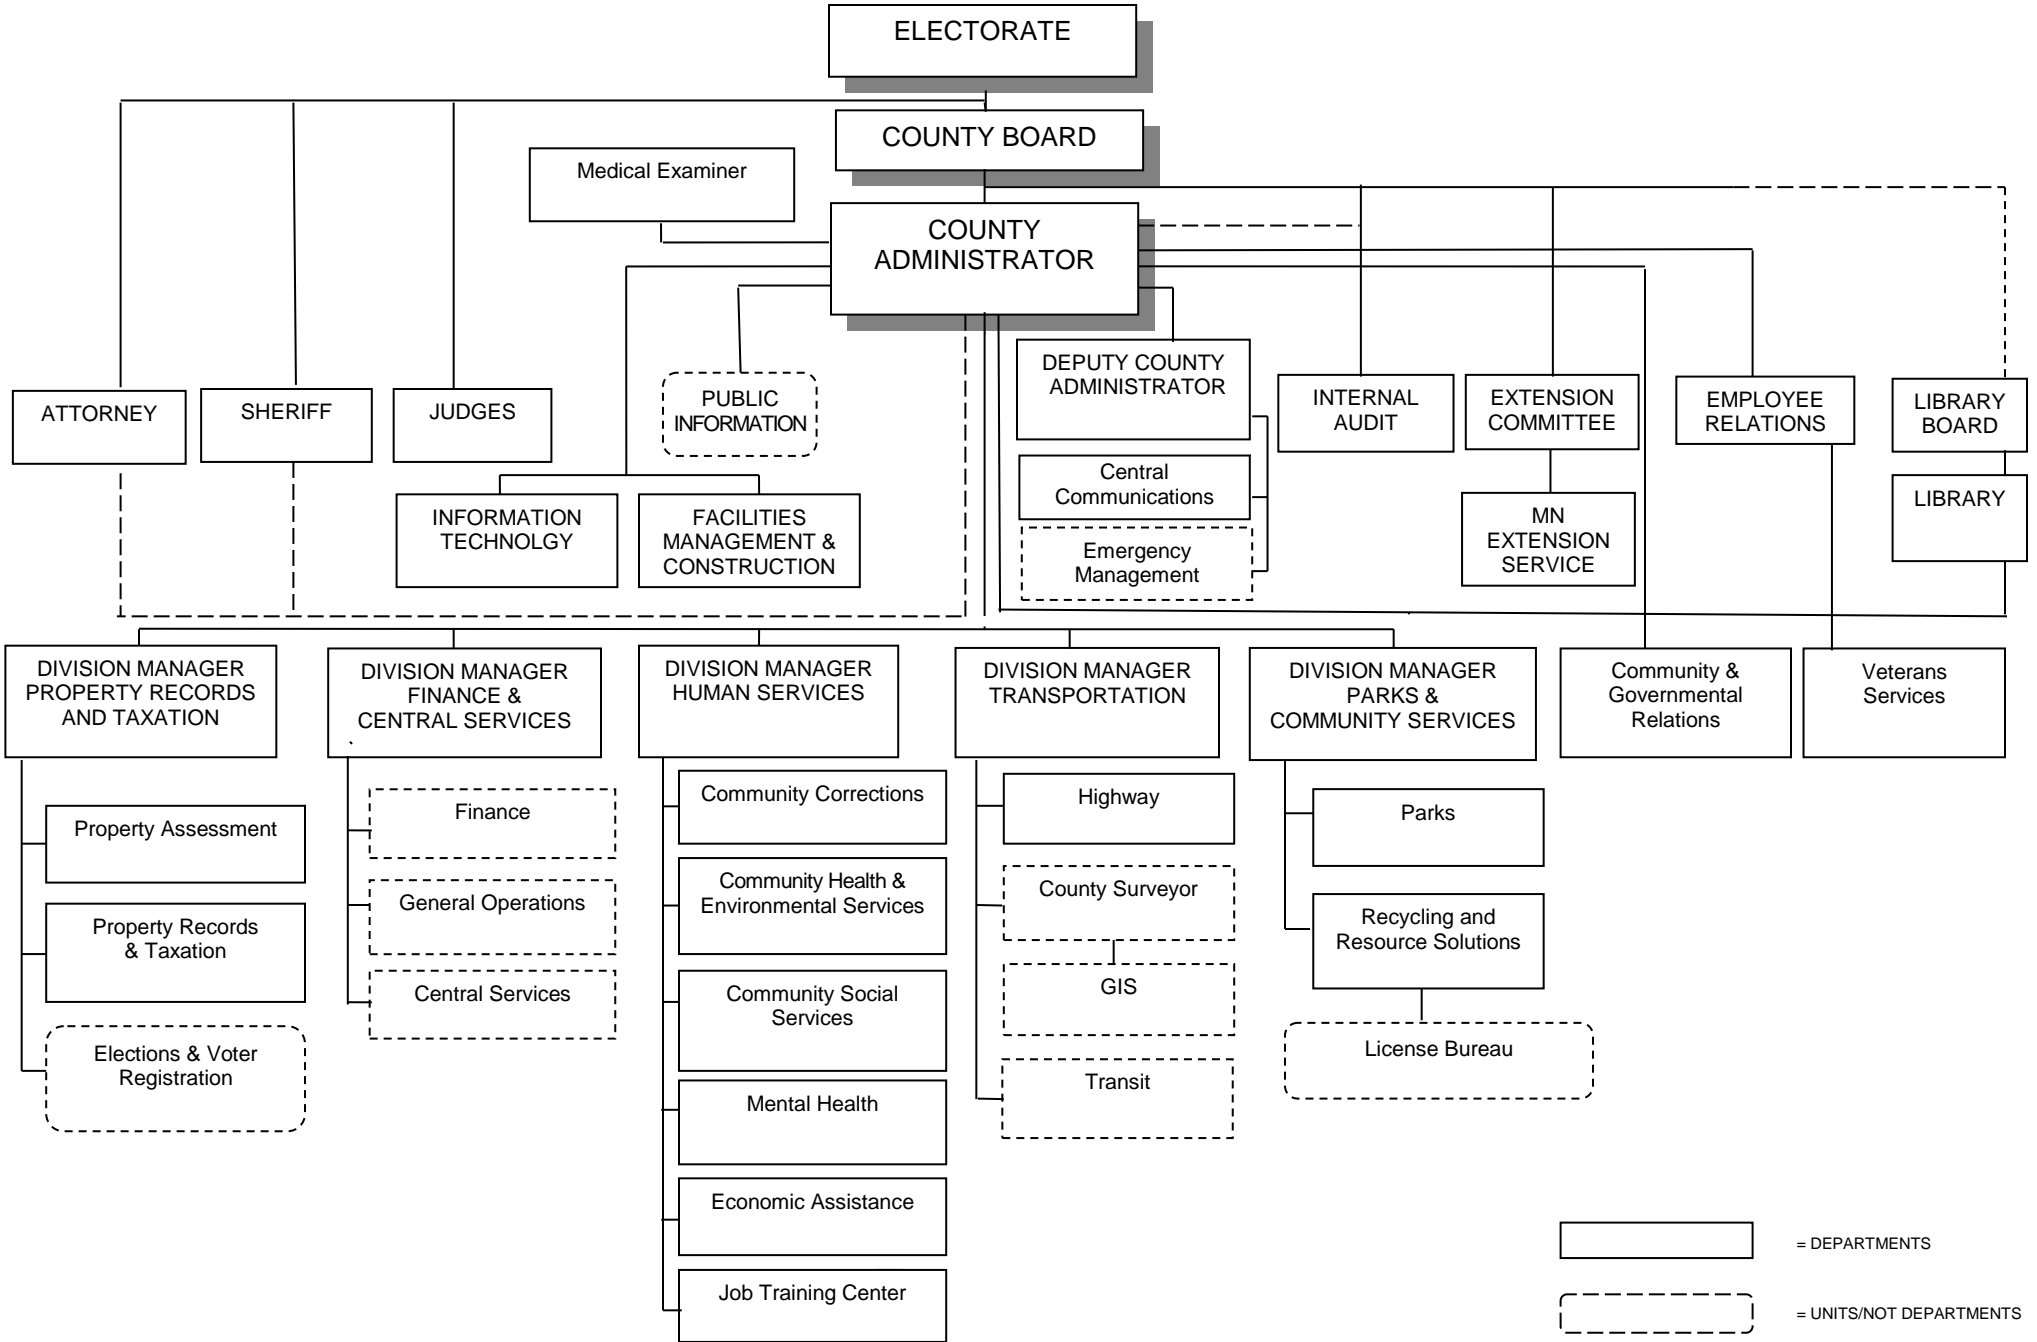 ELECTORATE
COUNTY BOARD
Medical Examiner
COUNTY
ADMINISTRATOR
ATTORNEY
SHERIFF
JUDGES
PUBLIC
INFORMATION
DEPUTY COUNTY
ADMINISTRATOR
INTERNAL
AUDIT
EXTENSION
COMMITTEE
EMPLOYEE
RELATIONS
LIBRARY
BOARD
Central
Communications
LIBRARY
INFORMATION
TECHNOLGY
FACILITIES
MANAGEMENT &
CONSTRUCTION
Emergency
Management
MN
EXTENSION
SERVICE
DIVISION MANAGER
PROPERTY RECORDS
AND TAXATION
DIVISION MANAGER
FINANCE &
CENTRAL SERVICES
DIVISION MANAGER
HUMAN SERVICES
DIVISION MANAGER
TRANSPORTATION
DIVISION MANAGER
PARKS &
COMMUNITY SERVICES
Community &
Governmental
Relations
Veterans
Services
Property Assessment
Property Records
& Taxation
Elections & Voter
Registration
Finance
General Operations
Central Services
Community Corrections
Community Health &
Environmental Services
Community Social
Services
Mental Health
Economic Assistance
Job Training Center
Highway
County Surveyor
GIS
Transit
Parks
Recycling and
Resource Solutions
License Bureau
= DEPARTMENTS
= UNITS/NOT DEPARTMENTS